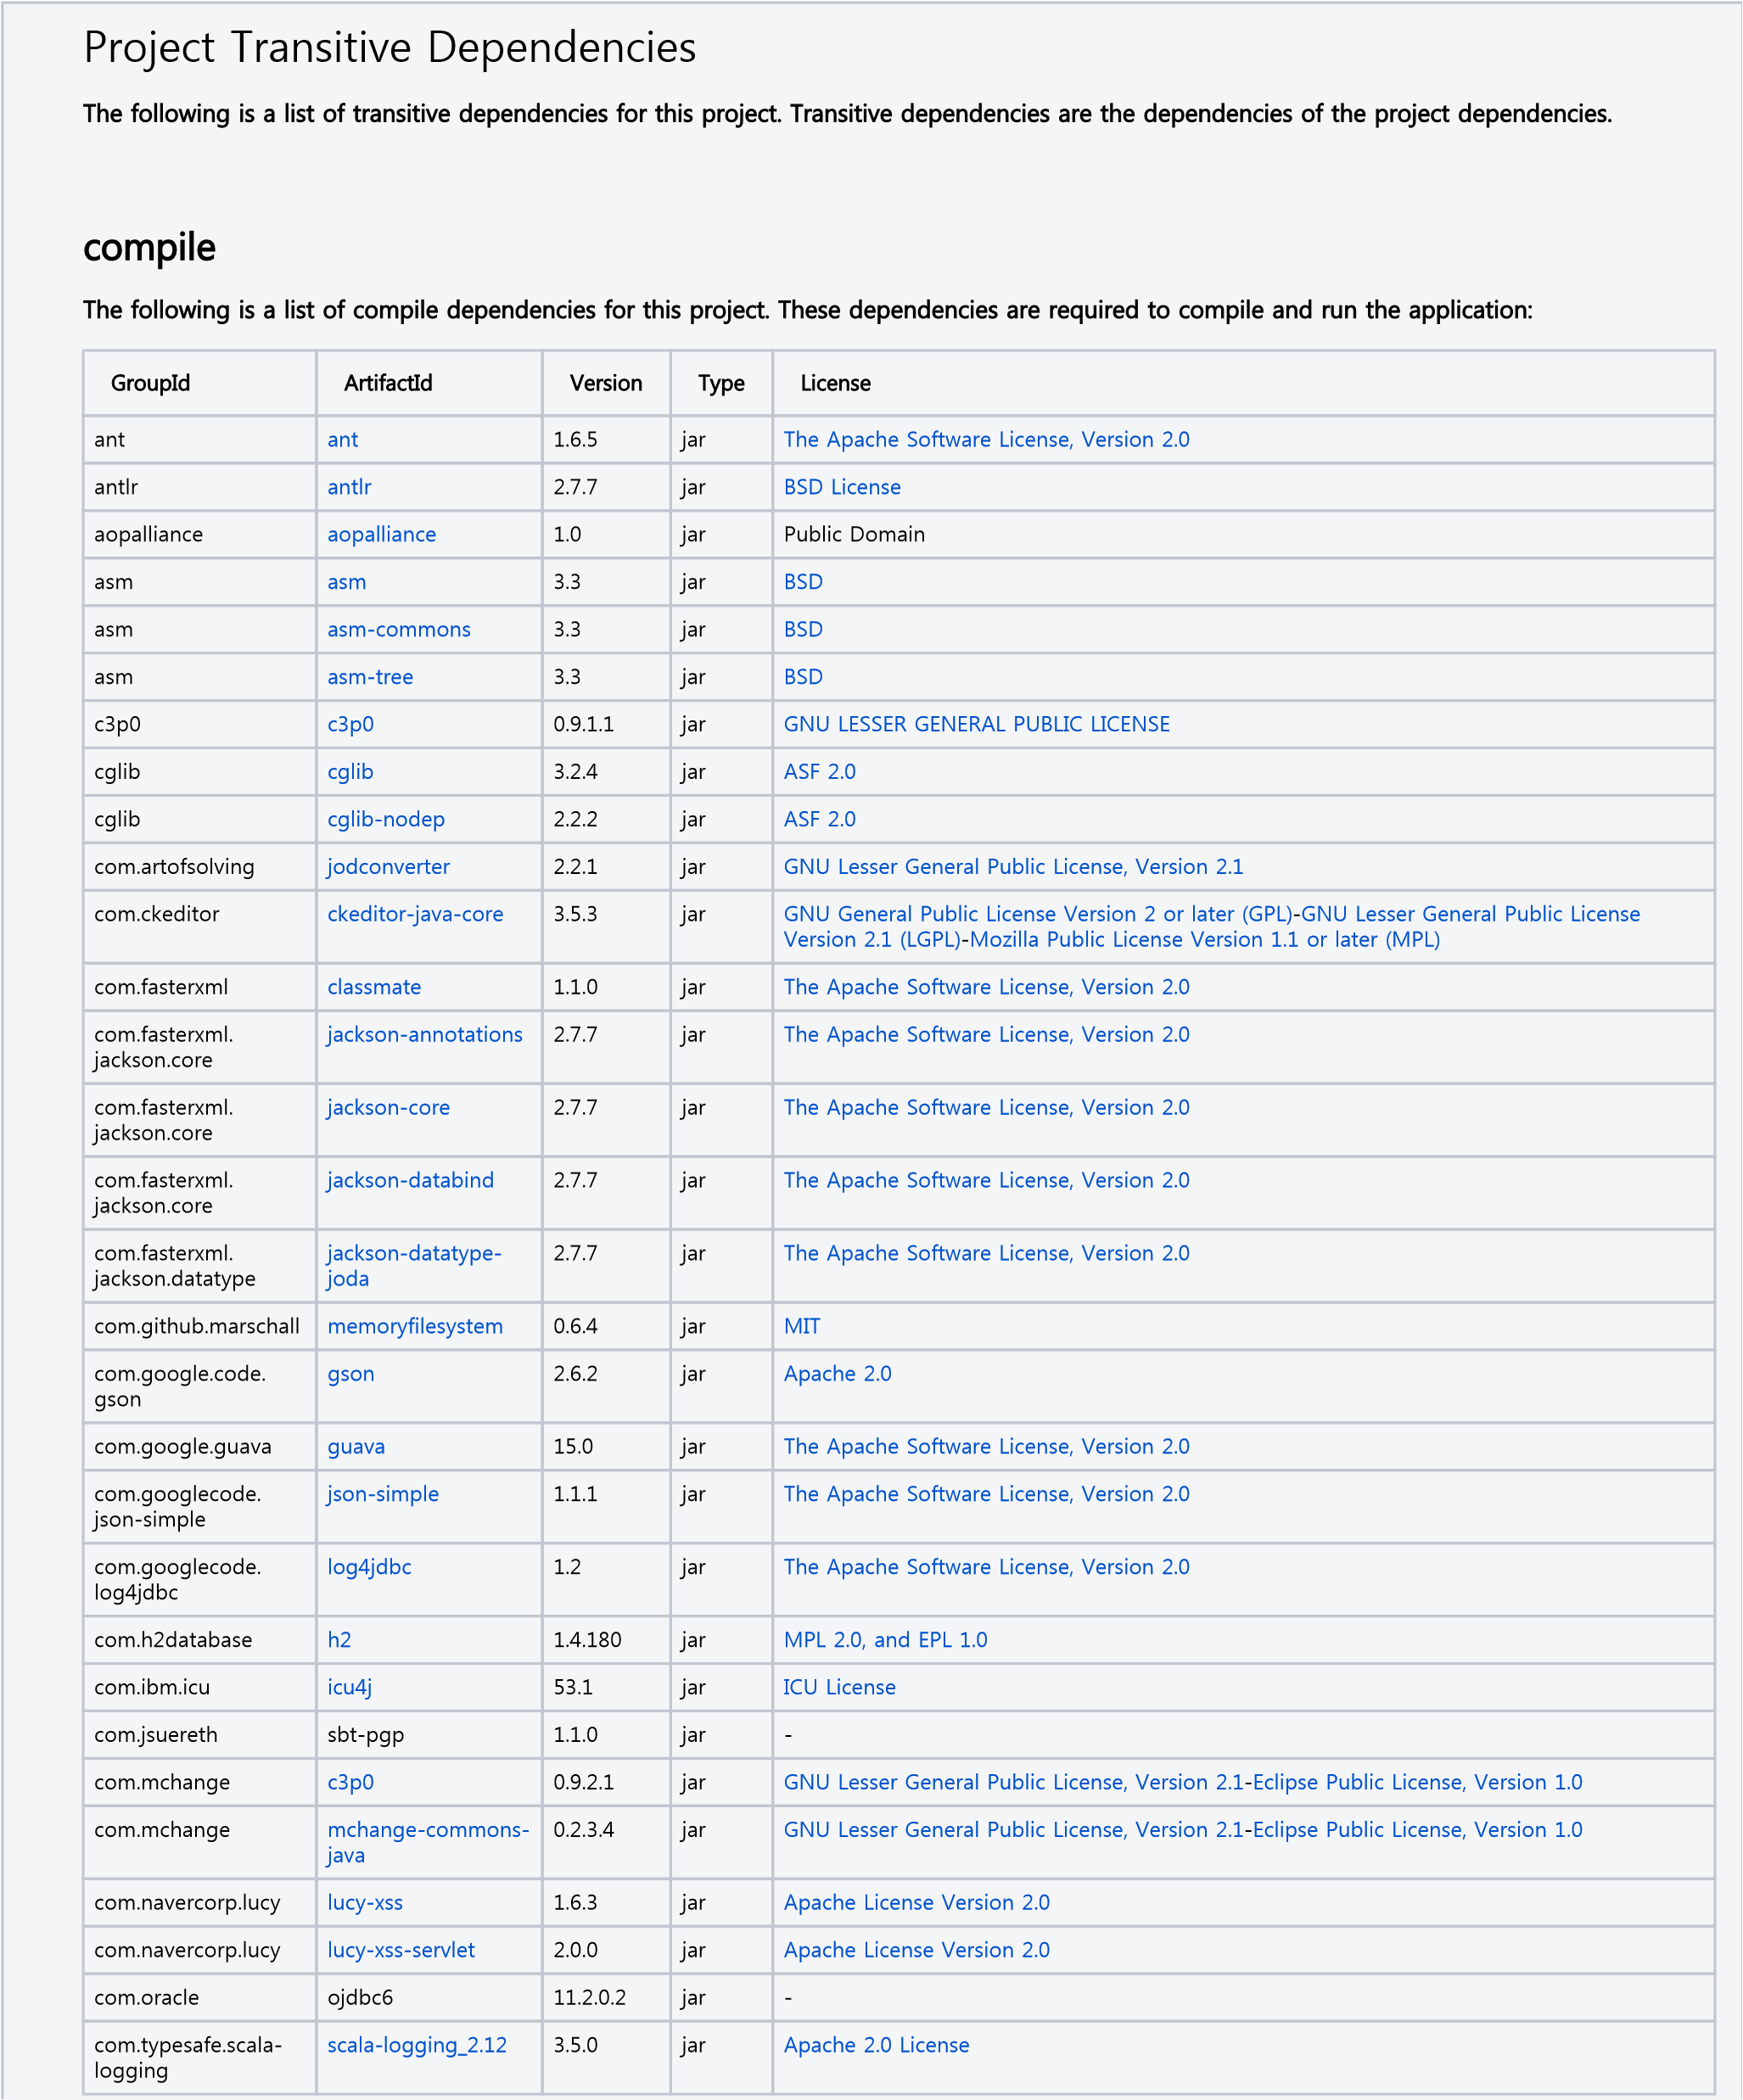 Project Transitive Dependencies
The following is a list of transitive dependencies for this project. Transitive dependencies are the dependencies of the project dependencies.
compile
The following is a list of compile dependencies for this project. These dependencies are required to compile and run the application:
GroupId ArtifactId Version Type License
ant ant 1.6.5 jar The Apache Software License, Version 2.0
antlr antlr 2.7.7 jar BSD License
aopalliance aopalliance 1.0 jar Public Domain
asm asm 3.3 jar BSD
asm asm-commons 3.3 jar BSD
asm asm-tree 3.3 jar BSD
c3p0 c3p0 0.9.1.1 jar GNU LESSER GENERAL PUBLIC LICENSE
cglib cglib 3.2.4 jar ASF 2.0
cglib cglib-nodep 2.2.2 jar ASF 2.0
com.artofsolving jodconverter 2.2.1 jar GNU Lesser General Public License, Version 2.1
com.ckeditor ckeditor-java-core 3.5.3 jar GNU General Public License Version 2 or later (GPL)-GNU Lesser General Public License
Version 2.1 (LGPL)-Mozilla Public License Version 1.1 or later (MPL)
com.fasterxml classmate 1.1.0 jar The Apache Software License, Version 2.0
com.fasterxml. jackson-annotations 2.7.7 jar The Apache Software License, Version 2.0
jackson.core
com.fasterxml. jackson-core 2.7.7 jar The Apache Software License, Version 2.0
jackson.core
com.fasterxml. jackson-databind 2.7.7 jar The Apache Software License, Version 2.0
jackson.core
com.fasterxml. jackson-datatype- 2.7.7 jar The Apache Software License, Version 2.0
jackson.datatype joda
com.github.marschall memoryfilesystem 0.6.4 jar MIT
com.google.code. gson 2.6.2 jar Apache 2.0
gson
com.google.guava guava 15.0 jar The Apache Software License, Version 2.0
com.googlecode. json-simple 1.1.1 jar The Apache Software License, Version 2.0
json-simple
com.googlecode. log4jdbc 1.2 jar The Apache Software License, Version 2.0
log4jdbc
com.h2database h2 1.4.180 jar MPL 2.0, and EPL 1.0
com.ibm.icu icu4j 53.1 jar ICU License
com.jsuereth sbt-pgp 1.1.0 jar -
com.mchange c3p0 0.9.2.1 jar GNU Lesser General Public License, Version 2.1-Eclipse Public License, Version 1.0
com.mchange mchange-commons- 0.2.3.4 jar GNU Lesser General Public License, Version 2.1-Eclipse Public License, Version 1.0
java
com.navercorp.lucy lucy-xss 1.6.3 jar Apache License Version 2.0
com.navercorp.lucy lucy-xss-servlet 2.0.0 jar Apache License Version 2.0
com.oracle ojdbc6 11.2.0.2 jar -
com.typesafe.scala- scala-logging_2.12 3.5.0 jar Apache 2.0 License
logging